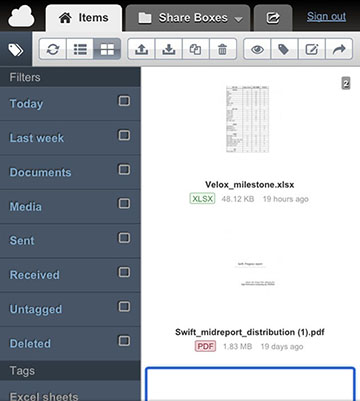 Items
Share Boxes
Sign out
Filters
2
Today
Last week
Documents
Media
Sent
Received
Untagged
Deleted
Tags
Excel sheets
Velox_milestone.xlsx
XLSX 48.12 KB 19 hours ago
Swift_midreport_distribution (1).pdf
PDF 1.83 MB 19 days ago